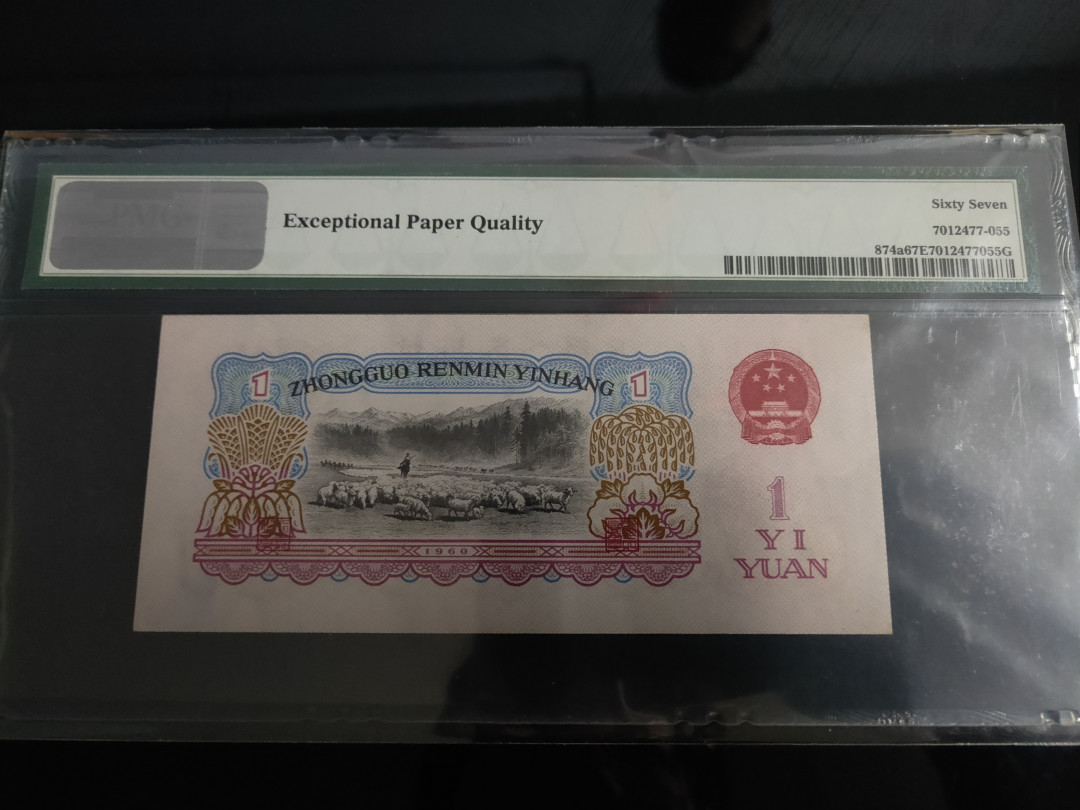 Exceptional Paper Quality
Sixty Seven
7012477-055
874a67E7012477055G
1 ZHONGGUO RENMIN YINHANG 1
1960
1
YI
YUAN